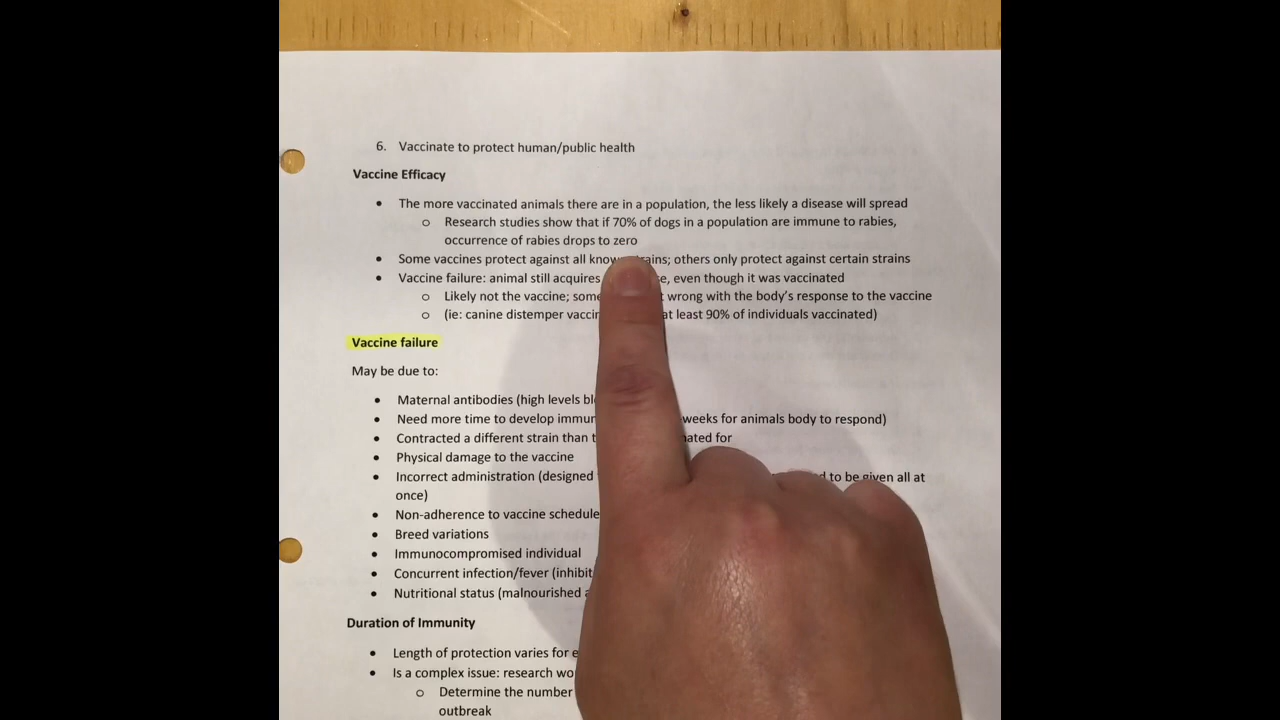 6. Vaccinate to protect human/public health
Vaccine Efficacy
• The more vaccinated animals there are in a population, the less likely a disease will spread
o Research studies show that if 70% of dogs in a population are immune to rabies,
occurrence of rabies drops to zero
• Some vaccines protect against all strains; others only protect against certain strains
• Vaccine failure: animal still acquires even though it was vaccinated
o Likely not the vaccine; wrong with the body's response to the vaccine
o (ie: canine distemper at least 90% of individuals vaccinated)
Vaccine failure
May be due to:
• Maternal antibodies (high levels
• Need more time to develop weeks for animals body to respond)
• Contracted a different strain than for
• Physical damage to the vaccine
• Incorrect administration (designed to be given all at
once)
• Non-adherence to vaccine schedule
• Breed variations
• Immunocompromised individual
• Concurrent infection/fever
• Nutritional status (malnourished
Duration of Immunity
• Length of protection varies for
• Is a complex issue: research
o Determine the number
outbreak